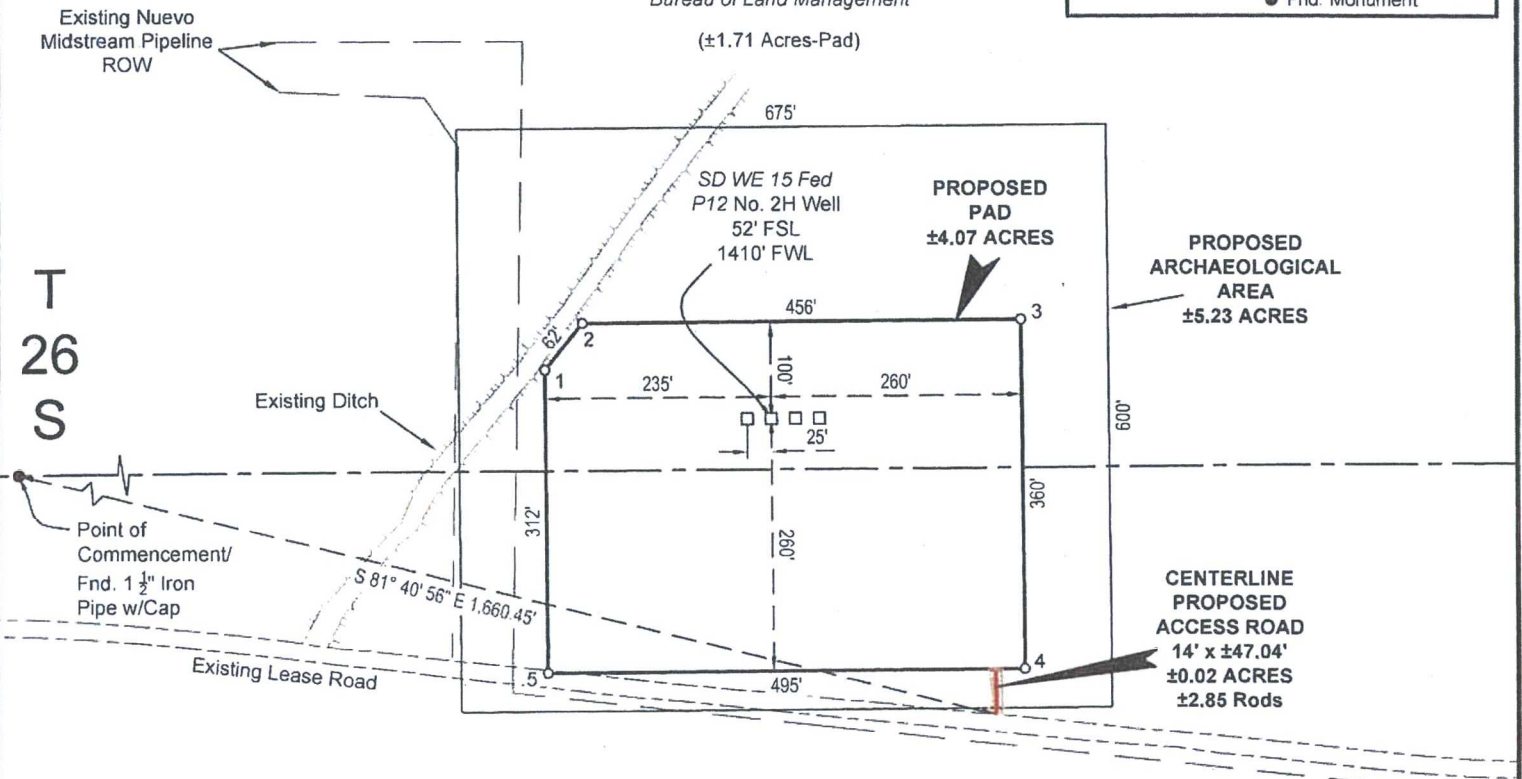 Existing Nuevo
Midstream Pipeline
ROW
Bureau of Land Management
(±1.71 Acres-Pad)
Fnd. Monument
675'
SD WE 15 Fed
P12 No. 2H Well
52' FSL
1410' FWL
PROPOSED
PAD
±4.07 ACRES
PROPOSED
ARCHAEOLOGICAL
AREA
±5.23 ACRES
T
26
S
456'
3
62'
2
1
100'
235'
260'
Existing Ditch
25'
600'
312'
360'
260'
Point of
Commencement/
Fnd. 1 ½" Iron
Pipe w/Cap
S 81° 40' 56" E 1,660.45'
CENTERLINE
PROPOSED
ACCESS ROAD
14' x ±47.04'
±0.02 ACRES
±2.85 Rods
Existing Lease Road
5
495'
4